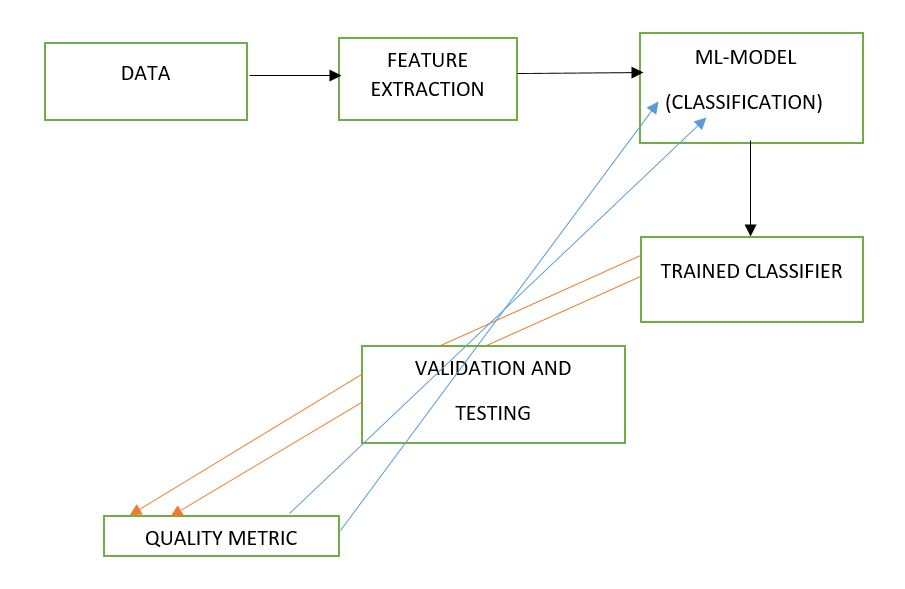 DATA
FEATURE
EXTRACTION
ML-MODEL
(CLASSIFICATION)
TRAINED CLASSIFIER
VALIDATION AND
TESTING
QUALITY METRIC